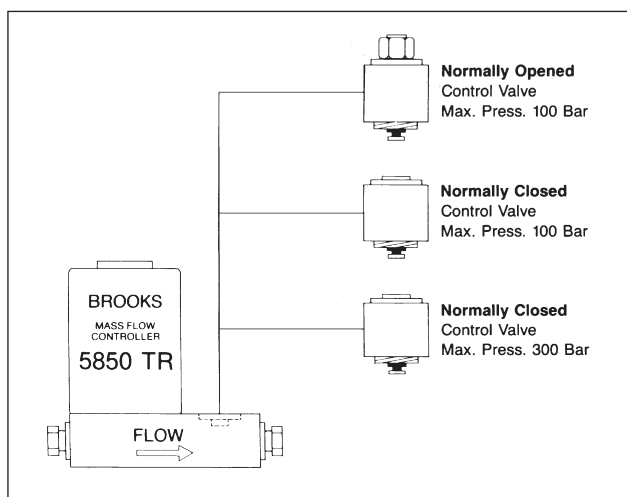 Normally Opened
Control Valve
Max. Press. 100 Bar
Normally Closed
Control Valve
Max. Press. 100 Bar
Normally Closed
Control Valve
Max. Press. 300 Bar
BROOKS
MASS FLOW
CONTROLLER
5850 TR
FLOW